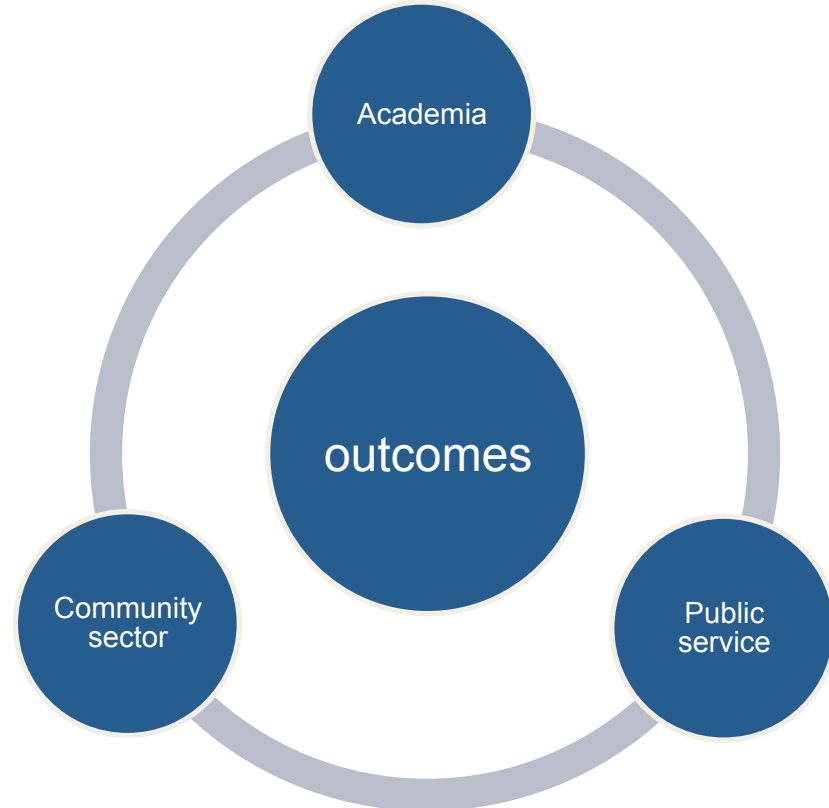 Academia
outcomes
Community
sector
Public
service